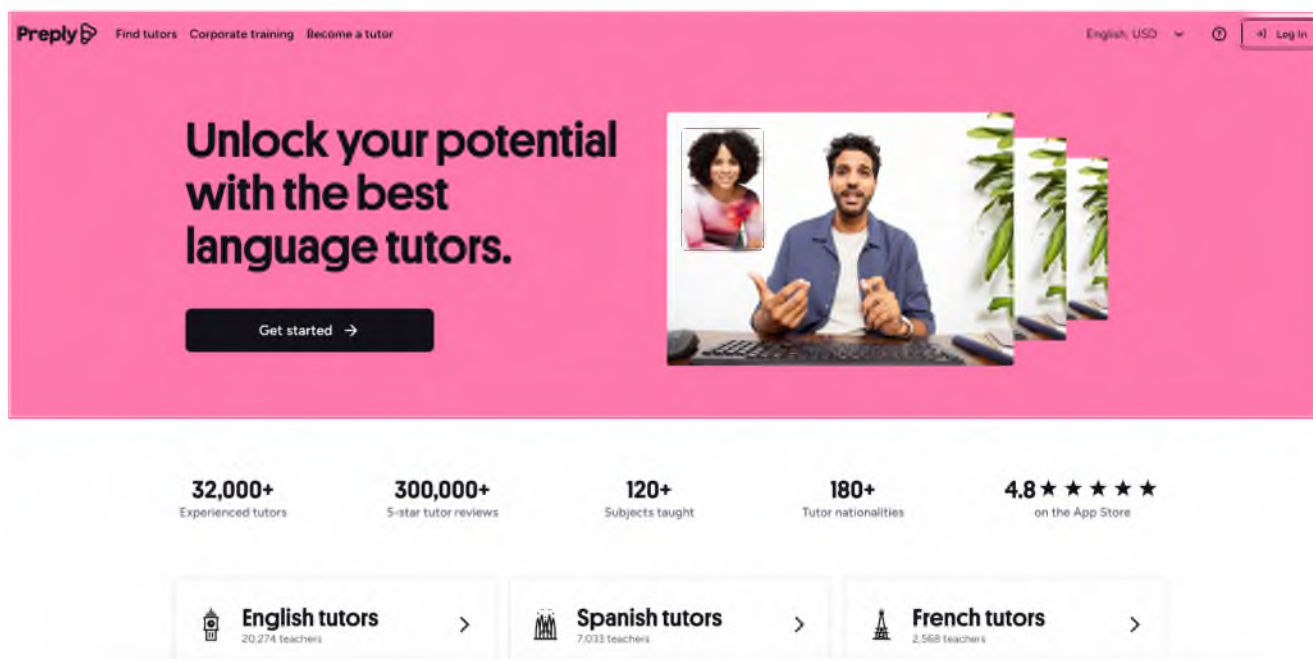 Preply
Find tutors Corporate training Become a tutor
English, USD
Log In
Unlock your potential
with the best
language tutors.
Get started →
32,000+
Experienced tutors
300,000+
5-star tutor reviews
120+
Subjects taught
180+
Tutor nationalities
4.8 ★ ★ ★ ★ ★
on the App Store
English tutors
20,274 teachers
Spanish tutors
7,033 teachers
French tutors
2,568 teachers